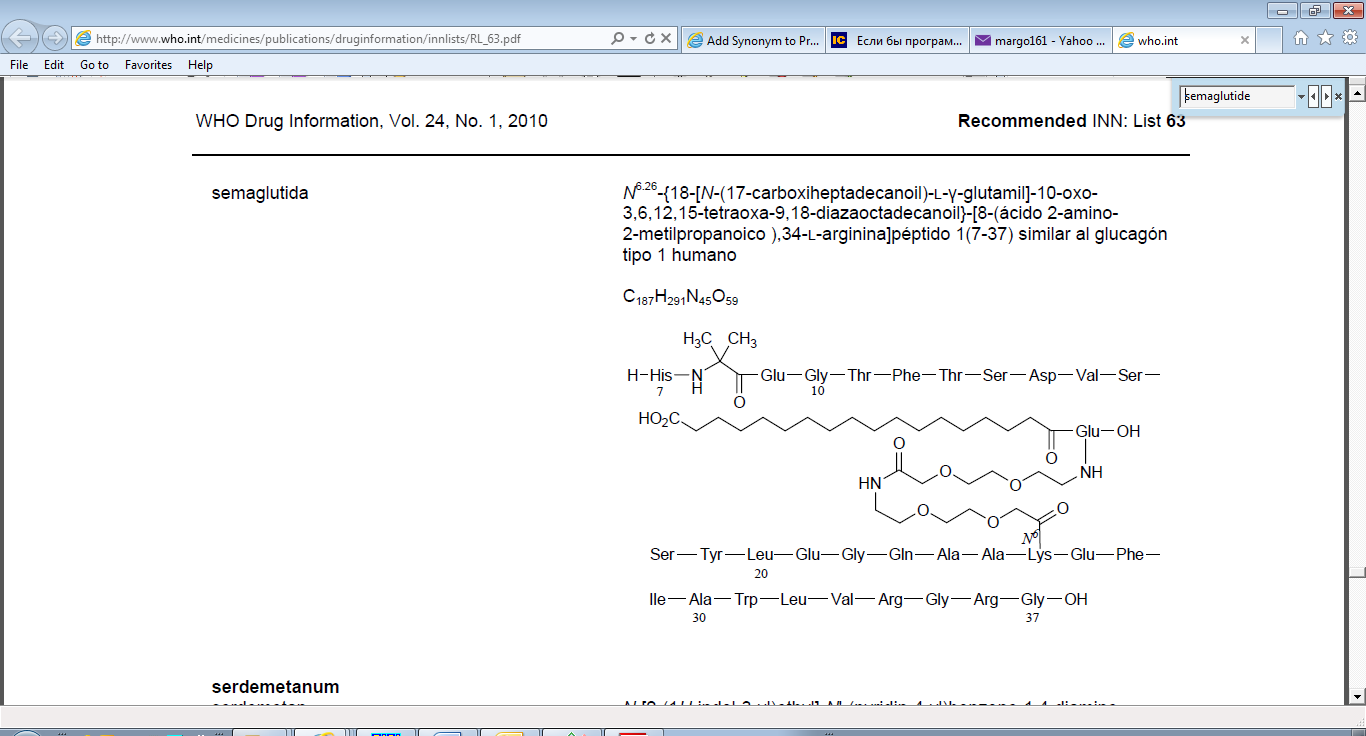 http://www.who.int/medicines/publications/druginformation/innlists/RL_63.pdf
Add Synonym to Pr...
IC Если бы програм...
margo161 - Yahoo ...
who.int
File Edit Go to Favorites Help
semaglutide
WHO Drug Information, Vol. 24, No. 1, 2010
Recommended INN: List 63
semaglutida
N6.26-{18-[N-(17-carboxiheptadecanoil)-L-γ-glutamil]-10-oxo-
3,6,12,15-tetraoxa-9,18-diazaoctadecanoil}-[8-(ácido 2-amino-
2-metilpropanoico ),34-L-arginina]péptido 1(7-37) similar al glucagón
tipo 1 humano
C187H291N45O59
H3C CH3
H–His–N Glu–Gly–Thr–Phe–Thr–Ser–Asp–Val–Ser–
7 H 10
O
HO2C Glu–OH
O O
O NH
HN O
O O
O
N6
Ser–Tyr–Leu–Glu–Gly–Gln–Ala–Ala–Lys–Glu–Phe–
20
Ile–Ala–Trp–Leu–Val–Arg–Gly–Arg–Gly–OH
30 37
serdemetanum